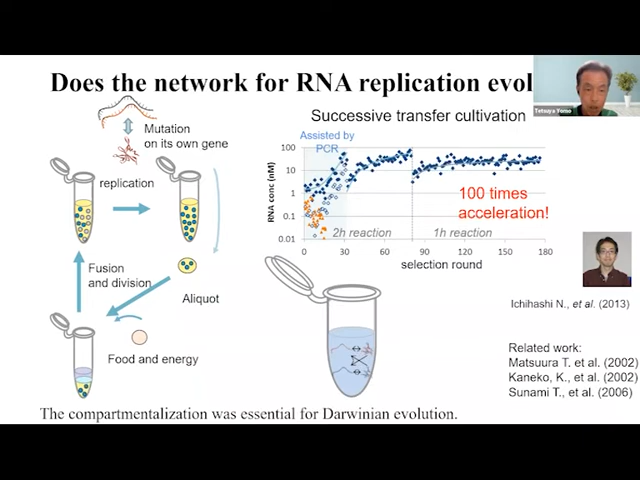 Does the network for RNA replication evol
Tetsuya Yomo
Mutation
on its own gene
replication
Fusion
and division
Aliquot
Food and energy
Successive transfer cultivation
Assisted by
PCR
RNA conc (nM)
100
10
1
0.1
0.01
0
30
60
90
120
150
180
2h reaction
1h reaction
selection round
100 times
acceleration!
Ichihashi N., et al. (2013)
Related work:
Matsuura T. et al. (2002)
Kaneko, K., et al. (2002)
Sunami T., et al. (2006)
The compartmentalization was essential for Darwinian evolution.